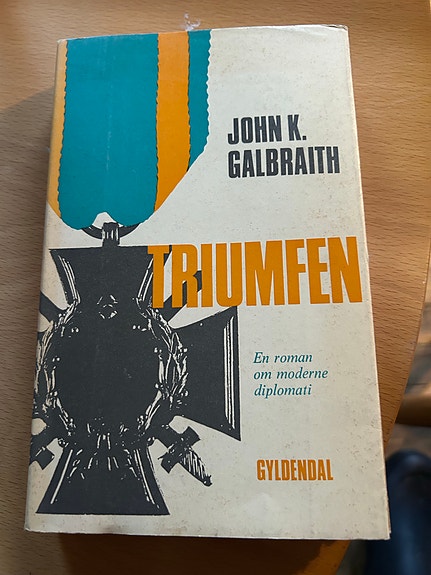 JOHN K.
GALBRAITH
TRIUMFEN
En roman
om moderne
diplomati
GYLDENDAL